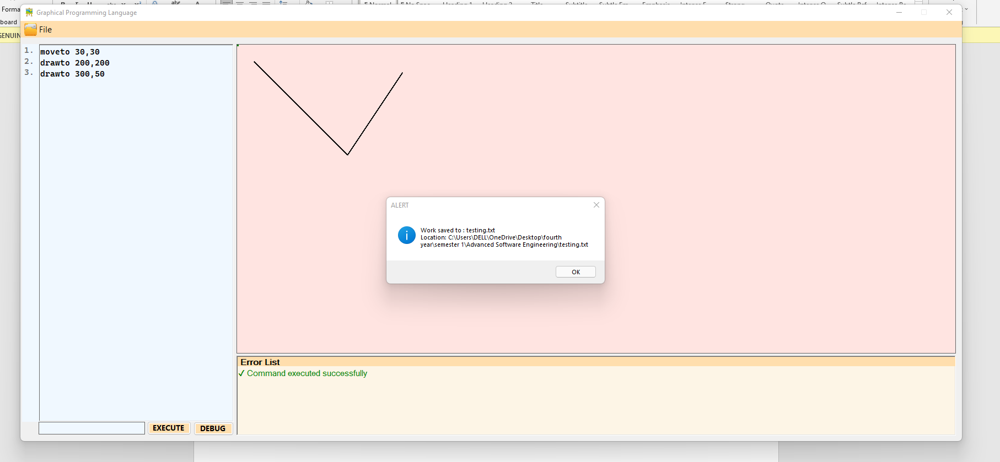 Forma
board
GENUIN
Graphical Programming Language
File
1. moveto 30,30
2. drawto 200,200
3. drawto 300,50
ALERT
Work saved to : testing.txt
Location: C:\Users\DELL\OneDrive\Desktop\fourth
year\semester 1\Advanced Software Engineering\testing.txt
OK
Error List
✓ Command executed successfully
EXECUTE
DEBUG